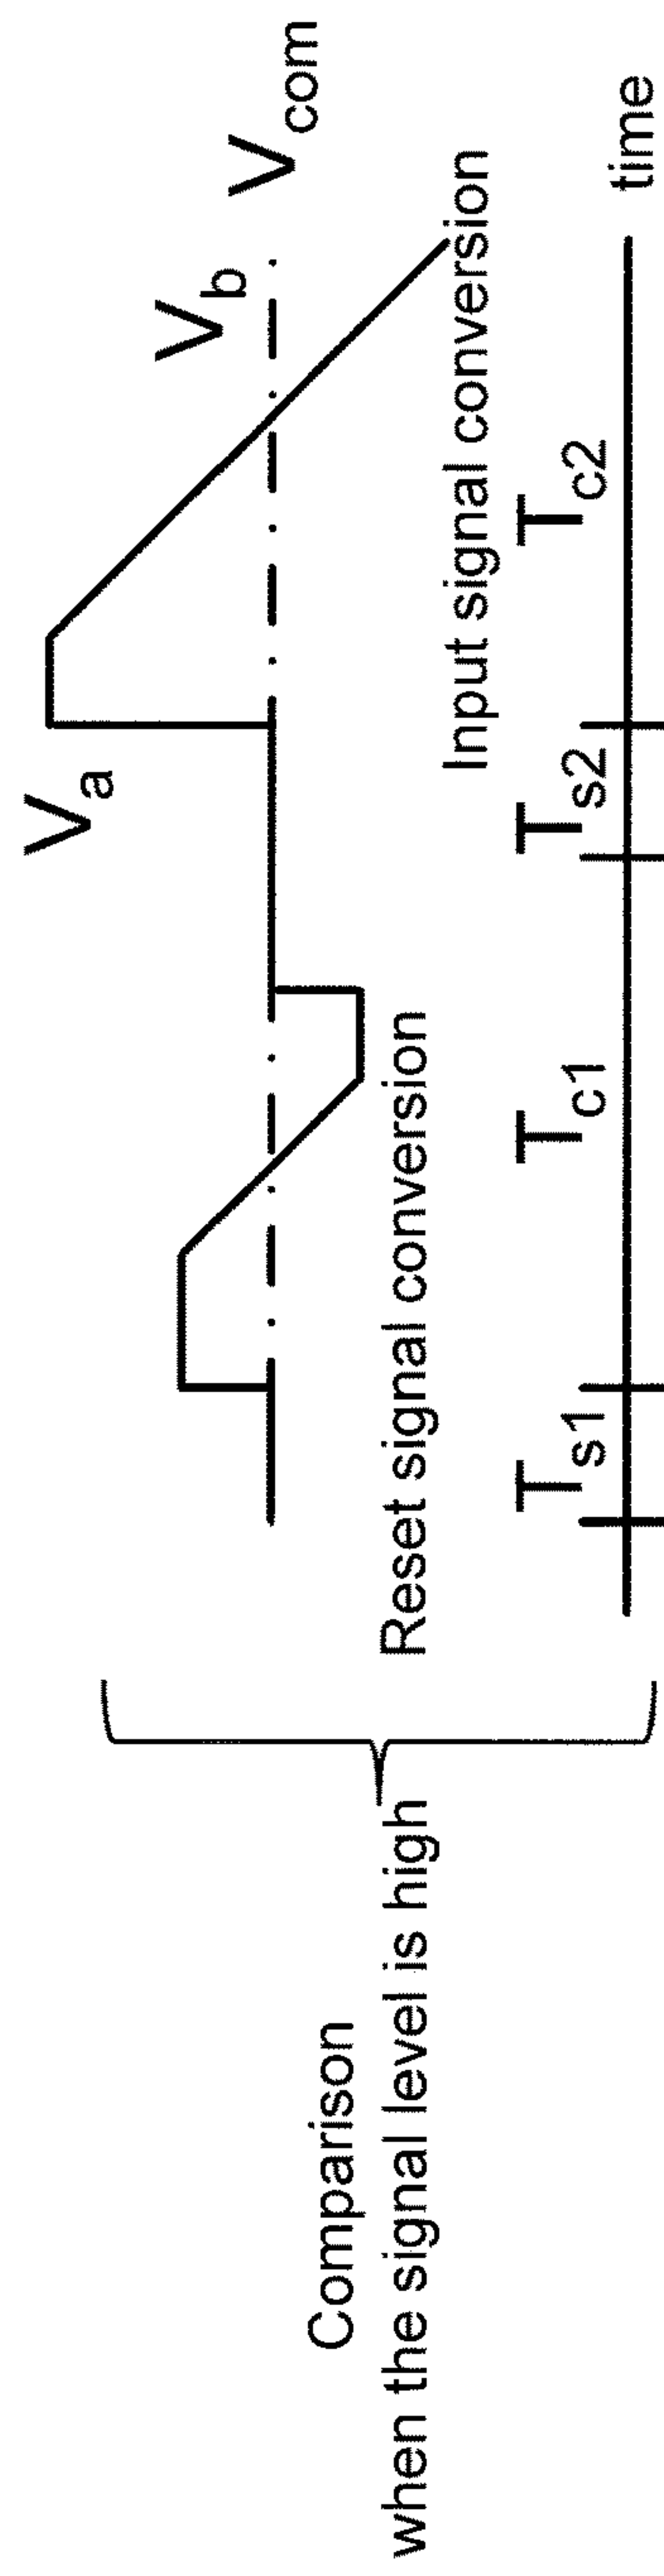 Comparison
when the signal level is high
Va
Vb
Vcom
Reset signal conversion
Input signal conversion
Ts1
Tc1
Ts2
Tc2
time